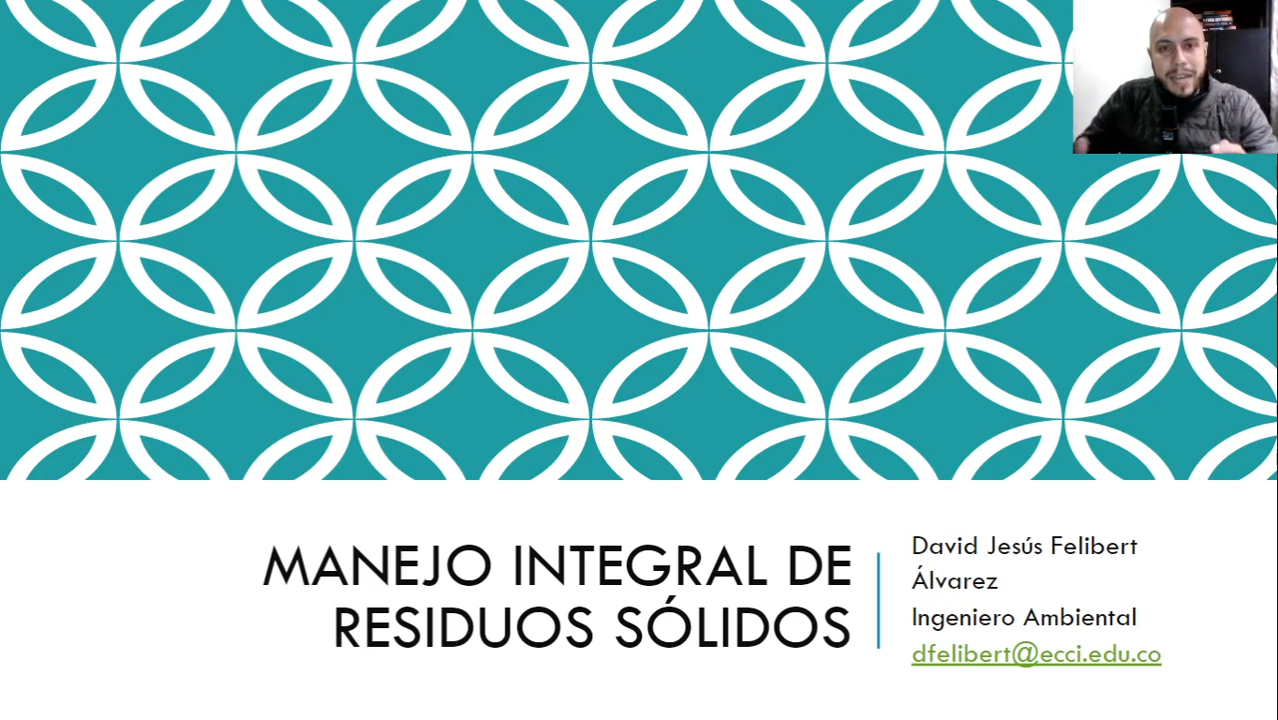 MANEJO INTEGRAL DE
RESIDUOS SÓLIDOS
David Jesús Felibert
Álvarez
Ingeniero Ambiental
dfelibert@ecci.edu.co